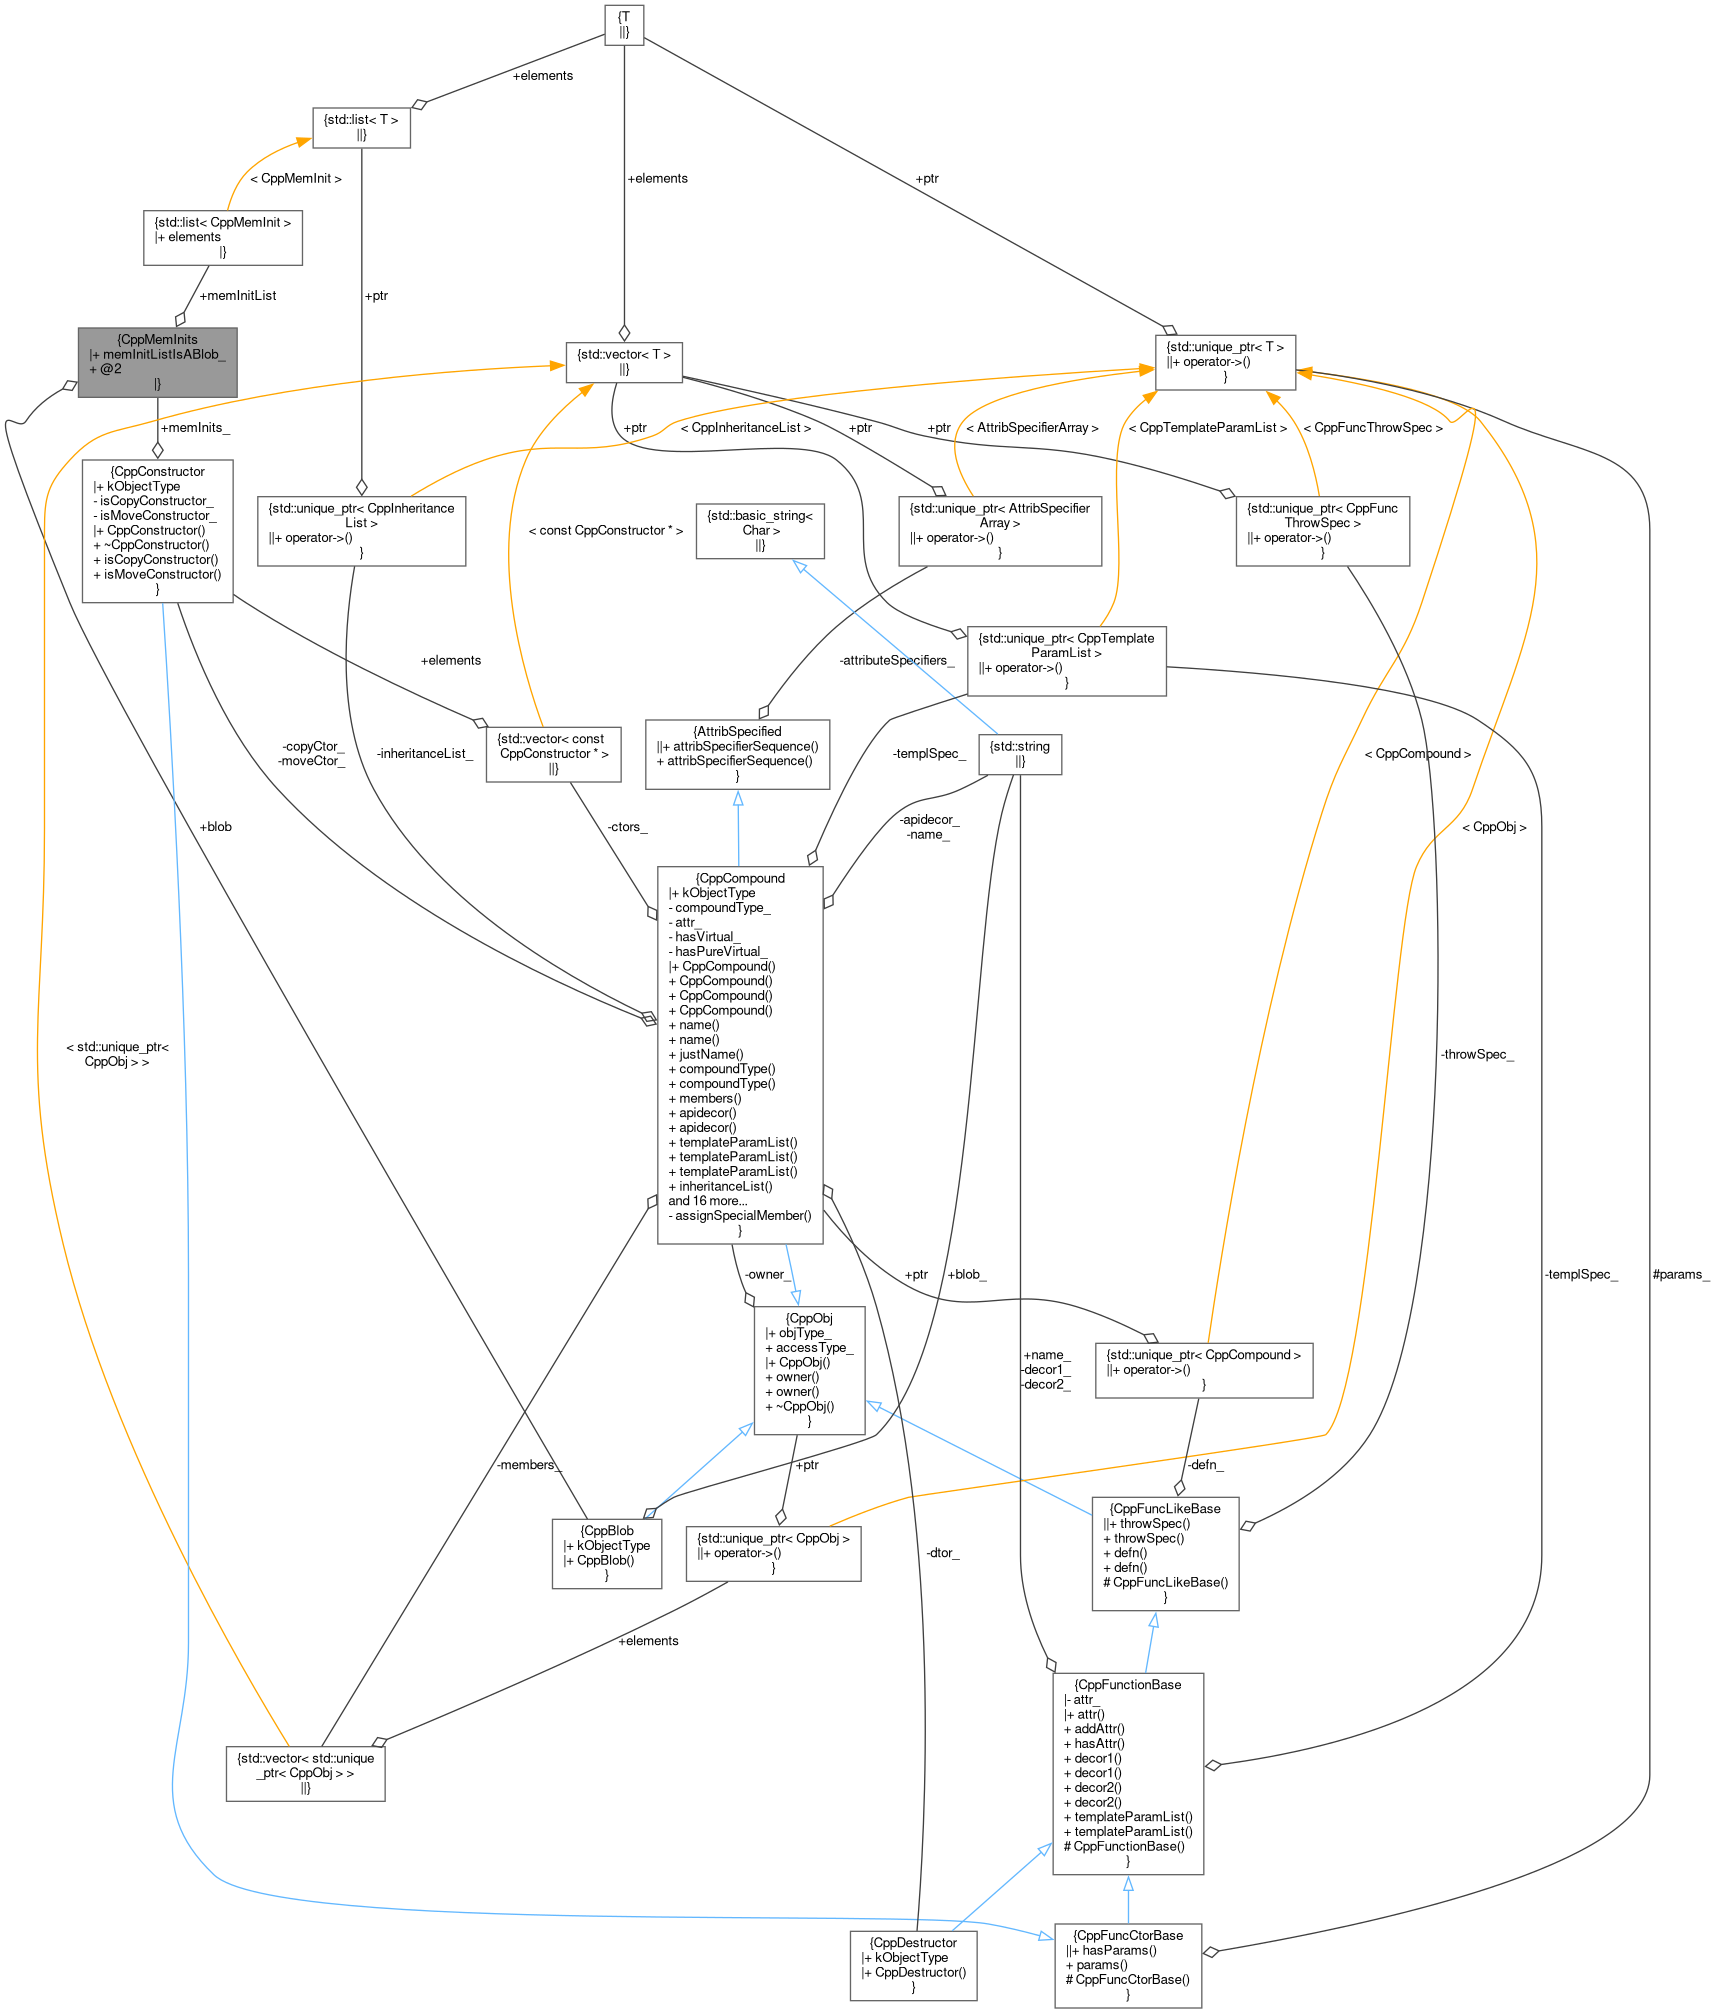 {T
||}
+elements
{std::list< T >
||}
+elements
+ptr
< CppMemInit >
{std::list< CppMemInit >
|+ elements
|}
+memInitList
+ptr
{CppMemInits
|+ memInitListIsABlob_
+ @2
|}
{std::vector< T >
||}
{std::unique_ptr< T >
||+ operator->()
}
+memInits_
+ptr
< CppInheritanceList >
+ptr
+ptr
< AttribSpecifierArray >
< CppTemplateParamList >
< CppFuncThrowSpec >
{CppConstructor
|+ kObjectType
- isCopyConstructor_
- isMoveConstructor_
|+ CppConstructor()
+ ~CppConstructor()
+ isCopyConstructor()
+ isMoveConstructor()
}
{std::unique_ptr< CppInheritance
List >
||+ operator->()
}
< const CppConstructor * >
{std::basic_string<
Char >
||}
{std::unique_ptr< AttribSpecifier
Array >
||+ operator->()
}
{std::unique_ptr< CppFunc
ThrowSpec >
||+ operator->()
}
+elements
-attributeSpecifiers_
{std::unique_ptr< CppTemplate
ParamList >
||+ operator->()
}
-copyCtor_
-moveCtor_
-inheritanceList_
{std::vector< const
CppConstructor * >
||}
{AttribSpecified
||+ attribSpecifierSequence()
+ attribSpecifierSequence()
}
-templSpec_
{std::string
||}
< CppCompound >
+blob
-ctors_
-apidecor_
-name_
< CppObj >
{CppCompound
|+ kObjectType
- compoundType_
- attr_
- hasVirtual_
- hasPureVirtual_
|+ CppCompound()
+ CppCompound()
+ CppCompound()
+ CppCompound()
+ name()
+ name()
+ justName()
+ compoundType()
+ compoundType()
+ members()
+ apidecor()
+ apidecor()
+ templateParamList()
+ templateParamList()
+ templateParamList()
+ inheritanceList()
and 16 more...
- assignSpecialMember()
}
< std::unique_ptr<
CppObj > >
-throwSpec_
-owner_
+ptr
+blob_
-templSpec_
#params_
{CppObj
|+ objType_
+ accessType_
|+ CppObj()
+ owner()
+ owner()
+ ~CppObj()
}
+name_
-decor1_
-decor2_
{std::unique_ptr< CppCompound >
||+ operator->()
}
-members_
+ptr
-defn_
{CppBlob
|+ kObjectType
|+ CppBlob()
}
{std::unique_ptr< CppObj >
||+ operator->()
}
-dtor_
{CppFuncLikeBase
||+ throwSpec()
+ throwSpec()
+ defn()
+ defn()
# CppFuncLikeBase()
}
+elements
{std::vector< std::unique
_ptr< CppObj > >
||}
{CppFunctionBase
|- attr_
|+ attr()
+ addAttr()
+ hasAttr()
+ decor1()
+ decor1()
+ decor2()
+ decor2()
+ templateParamList()
+ templateParamList()
# CppFunctionBase()
}
{CppDestructor
|+ kObjectType
|+ CppDestructor()
}
{CppFuncCtorBase
||+ hasParams()
+ params()
# CppFuncCtorBase()
}